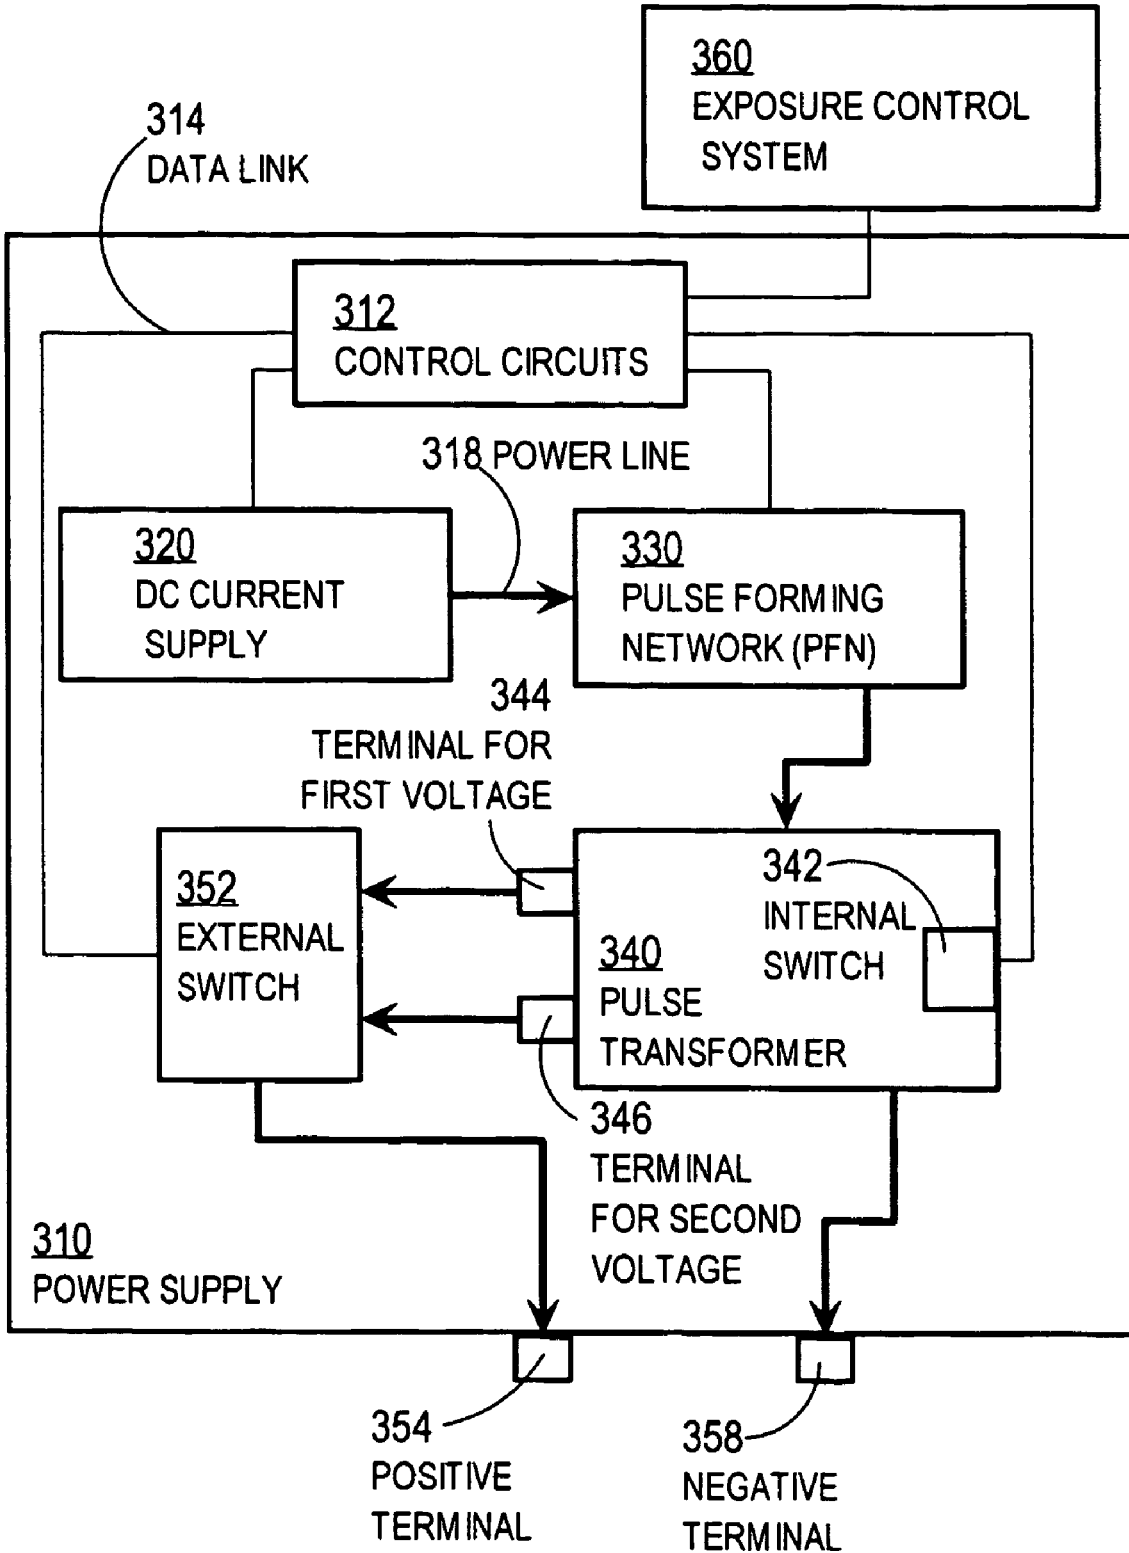 360
EXPOSURE CONTROL
SYSTEM
314
DATA LINK
312
CONTROL CIRCUITS
318 POWER LINE
320
DC CURRENT
SUPPLY
330
PULSE FORMING
NETWORK (PFN)
344
TERMINAL FOR
FIRST VOLTAGE
352
EXTERNAL
SWITCH
342
INTERNAL
SWITCH
340
PULSE
TRANSFORMER
346
TERMINAL
FOR SECOND
VOLTAGE
310
POWER SUPPLY
354
POSITIVE
TERMINAL
358
NEGATIVE
TERMINAL